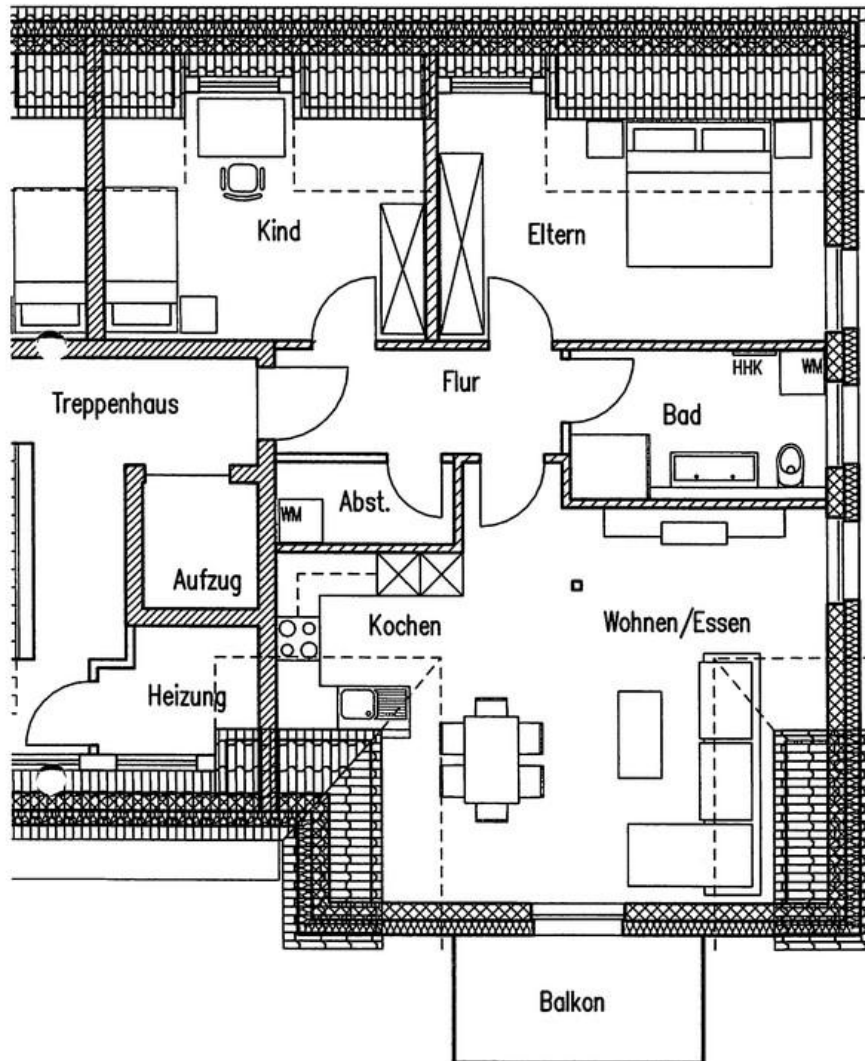 Kind
Eltern
Treppenhaus
Flur
HHK
WM
Bad
WM
Abst.
Aufzug
Kochen
Wohnen/Essen
Heizung
Balkon